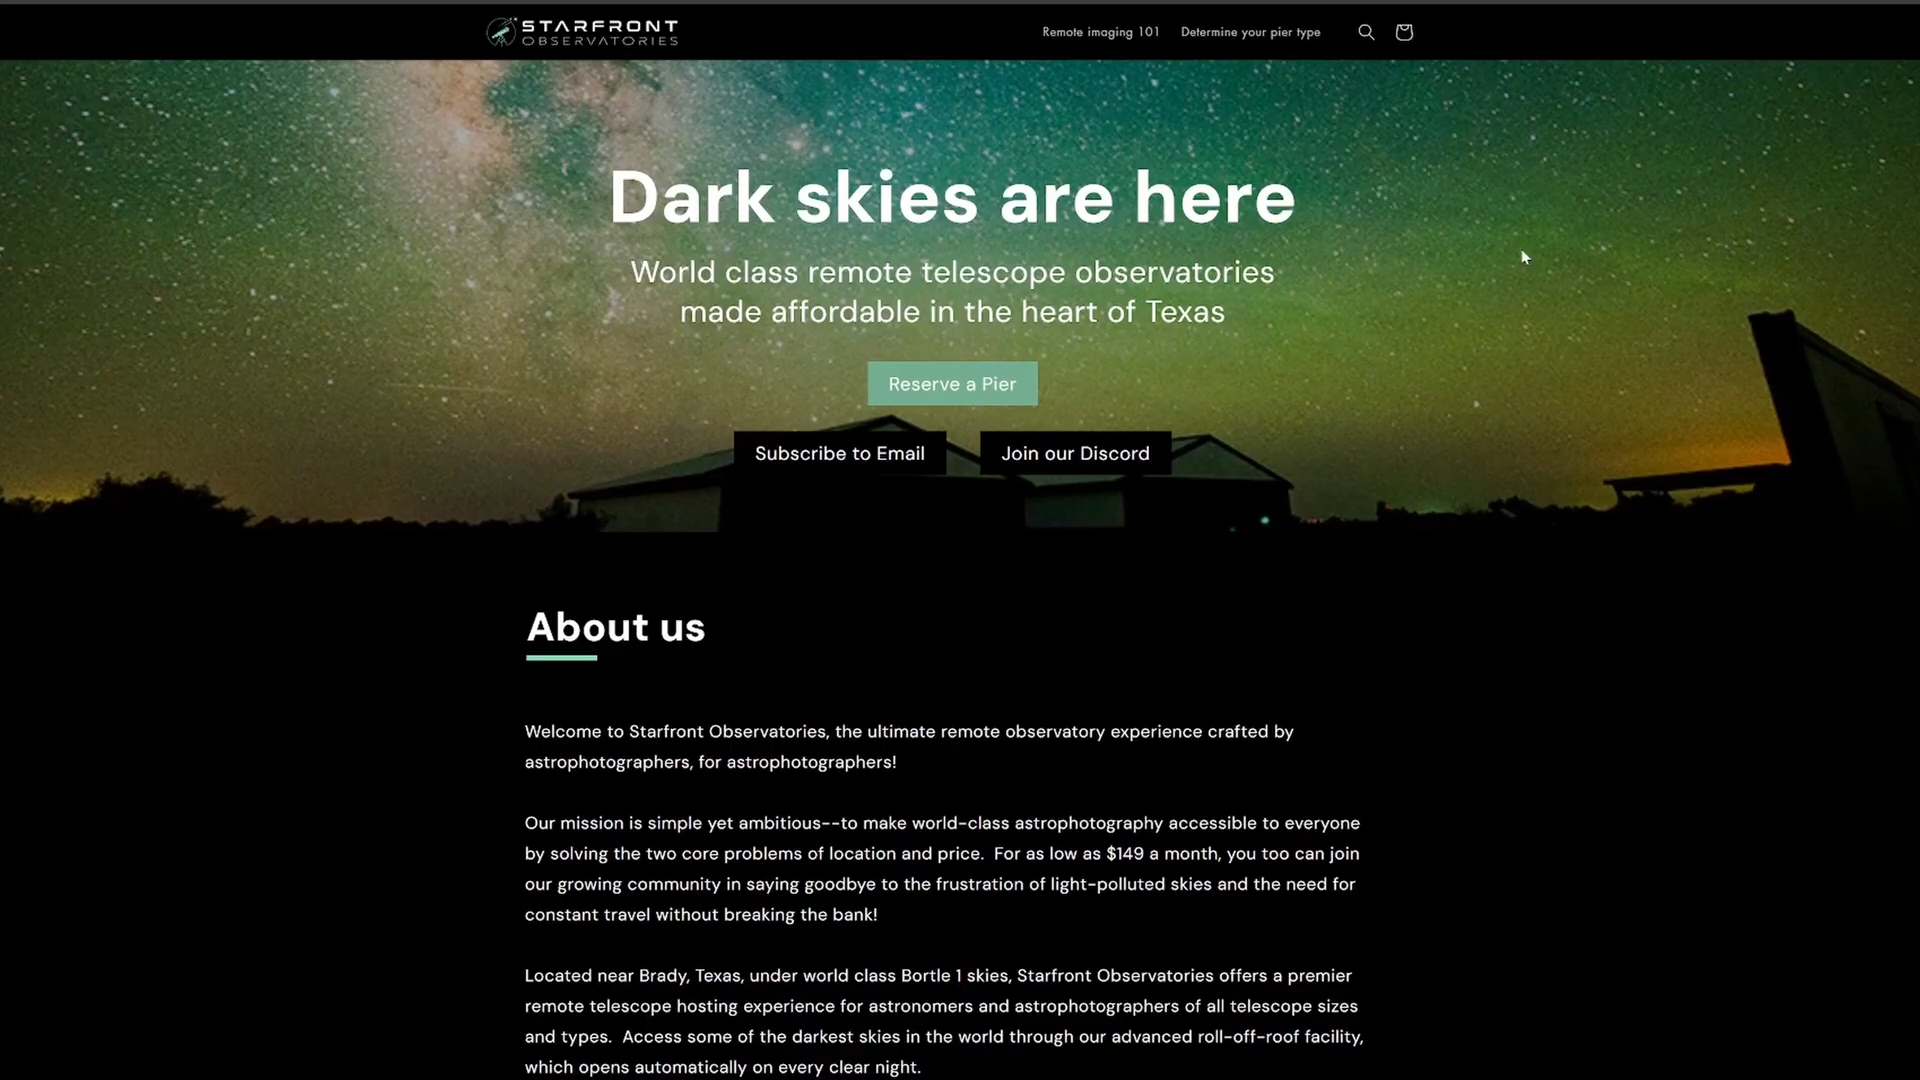 STARFRONT
OBSERVATORIES
Remote imaging 101
Determine your pier type
Dark skies are here
World class remote telescope observatories
made affordable in the heart of Texas
Reserve a Pier
Subscribe to Email
Join our Discord
About us
Welcome to Starfront Observatories, the ultimate remote observatory experience crafted by
astrophotographers, for astrophotographers!
Our mission is simple yet ambitious--to make world-class astrophotography accessible to everyone
by solving the two core problems of location and price.  For as low as $149 a month, you too can join
our growing community in saying goodbye to the frustration of light-polluted skies and the need for
constant travel without breaking the bank!
Located near Brady, Texas, under world class Bortle 1 skies, Starfront Observatories offers a premier
remote telescope hosting experience for astronomers and astrophotographers of all telescope sizes
and types.  Access some of the darkest skies in the world through our advanced roll-off-roof facility,
which opens automatically on every clear night.